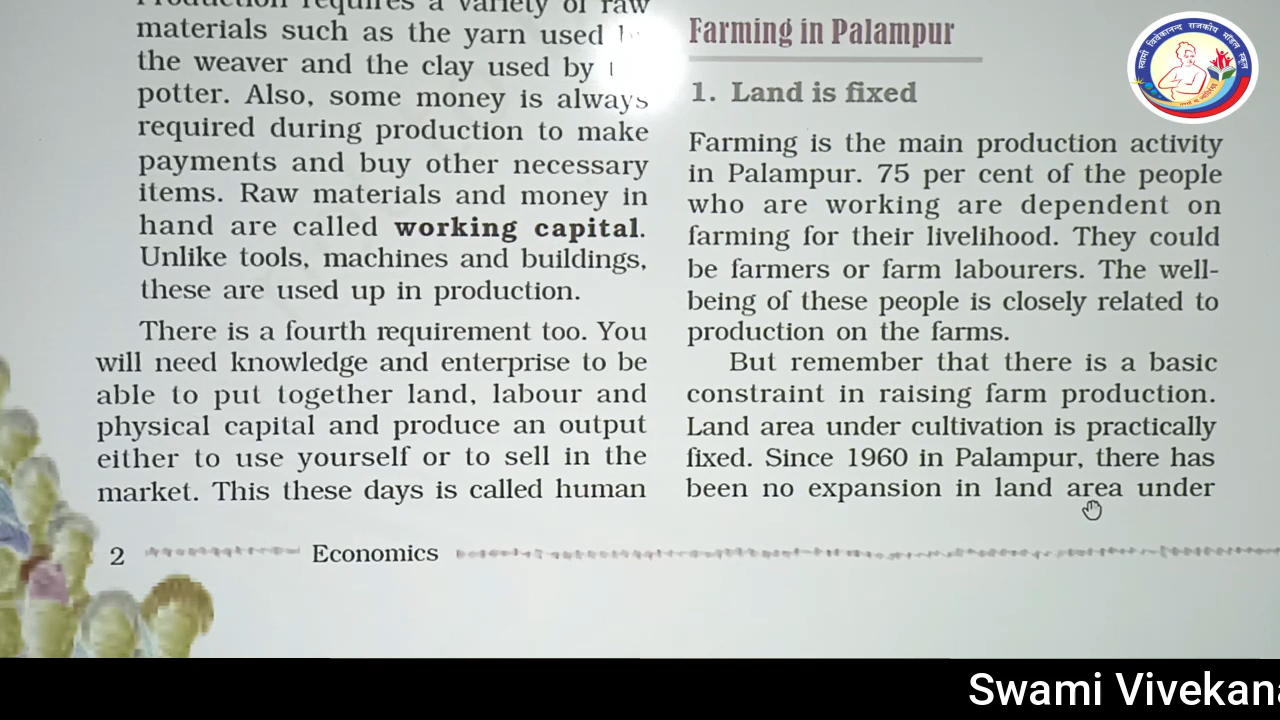 Production requires a variety of raw
materials such as the yarn used
the weaver and the clay used by
potter. Also, some money is always
required during production to make
payments and buy other necessary
items. Raw materials and money in
hand are called working capital.
Unlike tools, machines and buildings,
these are used up in production.
There is a fourth requirement too. You
will need knowledge and enterprise to be
able to put together land, labour and
physical capital and produce an output
either to use yourself or to sell in the
market. This these days is called human
2
Economics
Farming in Palampur
1. Land is fixed
Farming is the main production activity
in Palampur. 75 per cent of the people
who are working are dependent on
farming for their livelihood. They could
be farmers or farm labourers. The well-
being of these people is closely related to
production on the farms.
But remember that there is a basic
constraint in raising farm production.
Land area under cultivation is practically
fixed. Since 1960 in Palampur, there has
been no expansion in land area under
स्वामी विवेकानन्द राजकीय मॉडल स्कूल
Swami Vivekan